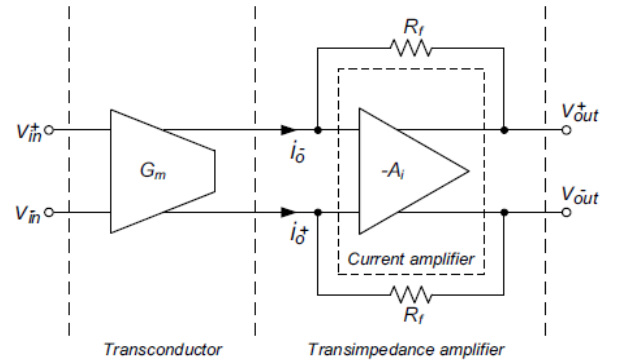 R_f
V_in^+
G_m
i_o^-
-A_i
V_out^+
V_in^-
i_o^+
V_out^-
Current amplifier
R_f
Transconductor
Transimpedance amplifier